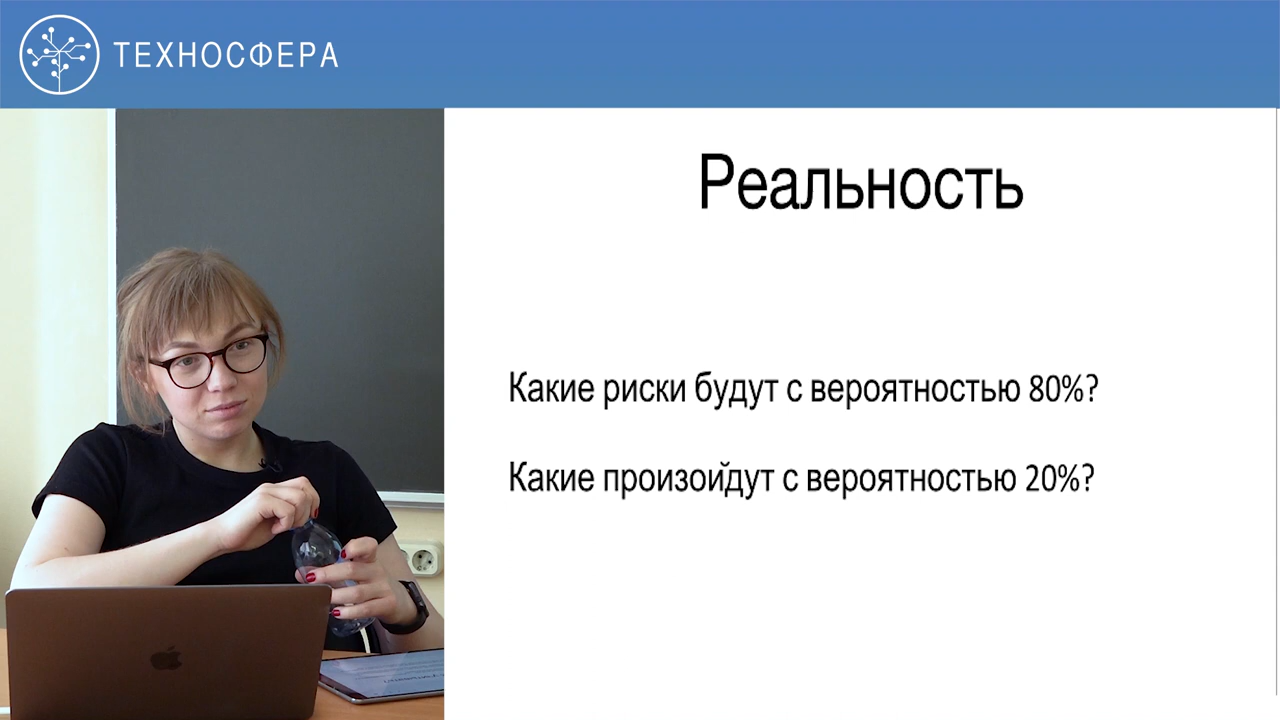 ТЕХНОСФЕРА
Реальность
Какие риски будут с вероятностью 80%?
Какие произойдут с вероятностью 20%?